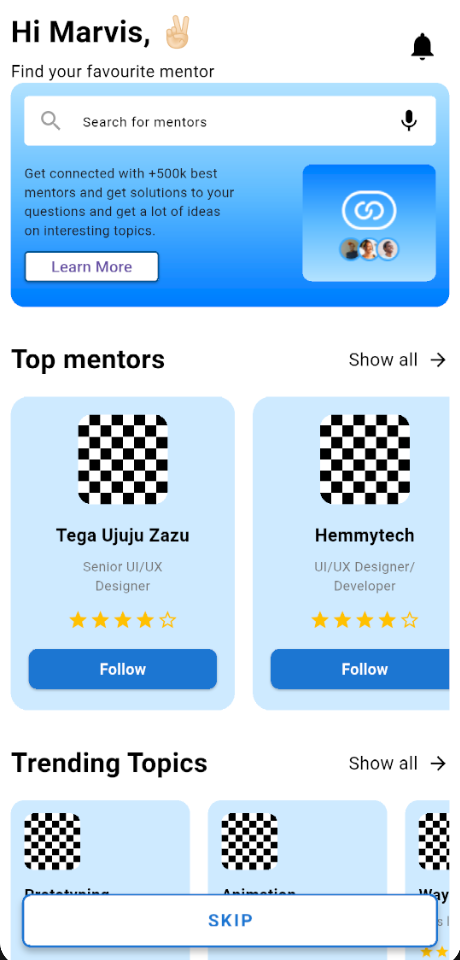 Hi Marvis, ✌🏻
Find your favourite mentor
Search for mentors
Get connected with +500k best
mentors and get solutions to your
questions and get a lot of ideas
on interesting topics.
Learn More
Top mentors
Show all →
Tega Ujuju Zazu
Senior UI/UX
Designer
Follow
Hemmytech
UI/UX Designer/
Developer
Follow
Trending Topics
Show all →
Prototyping
Animation
SKIP